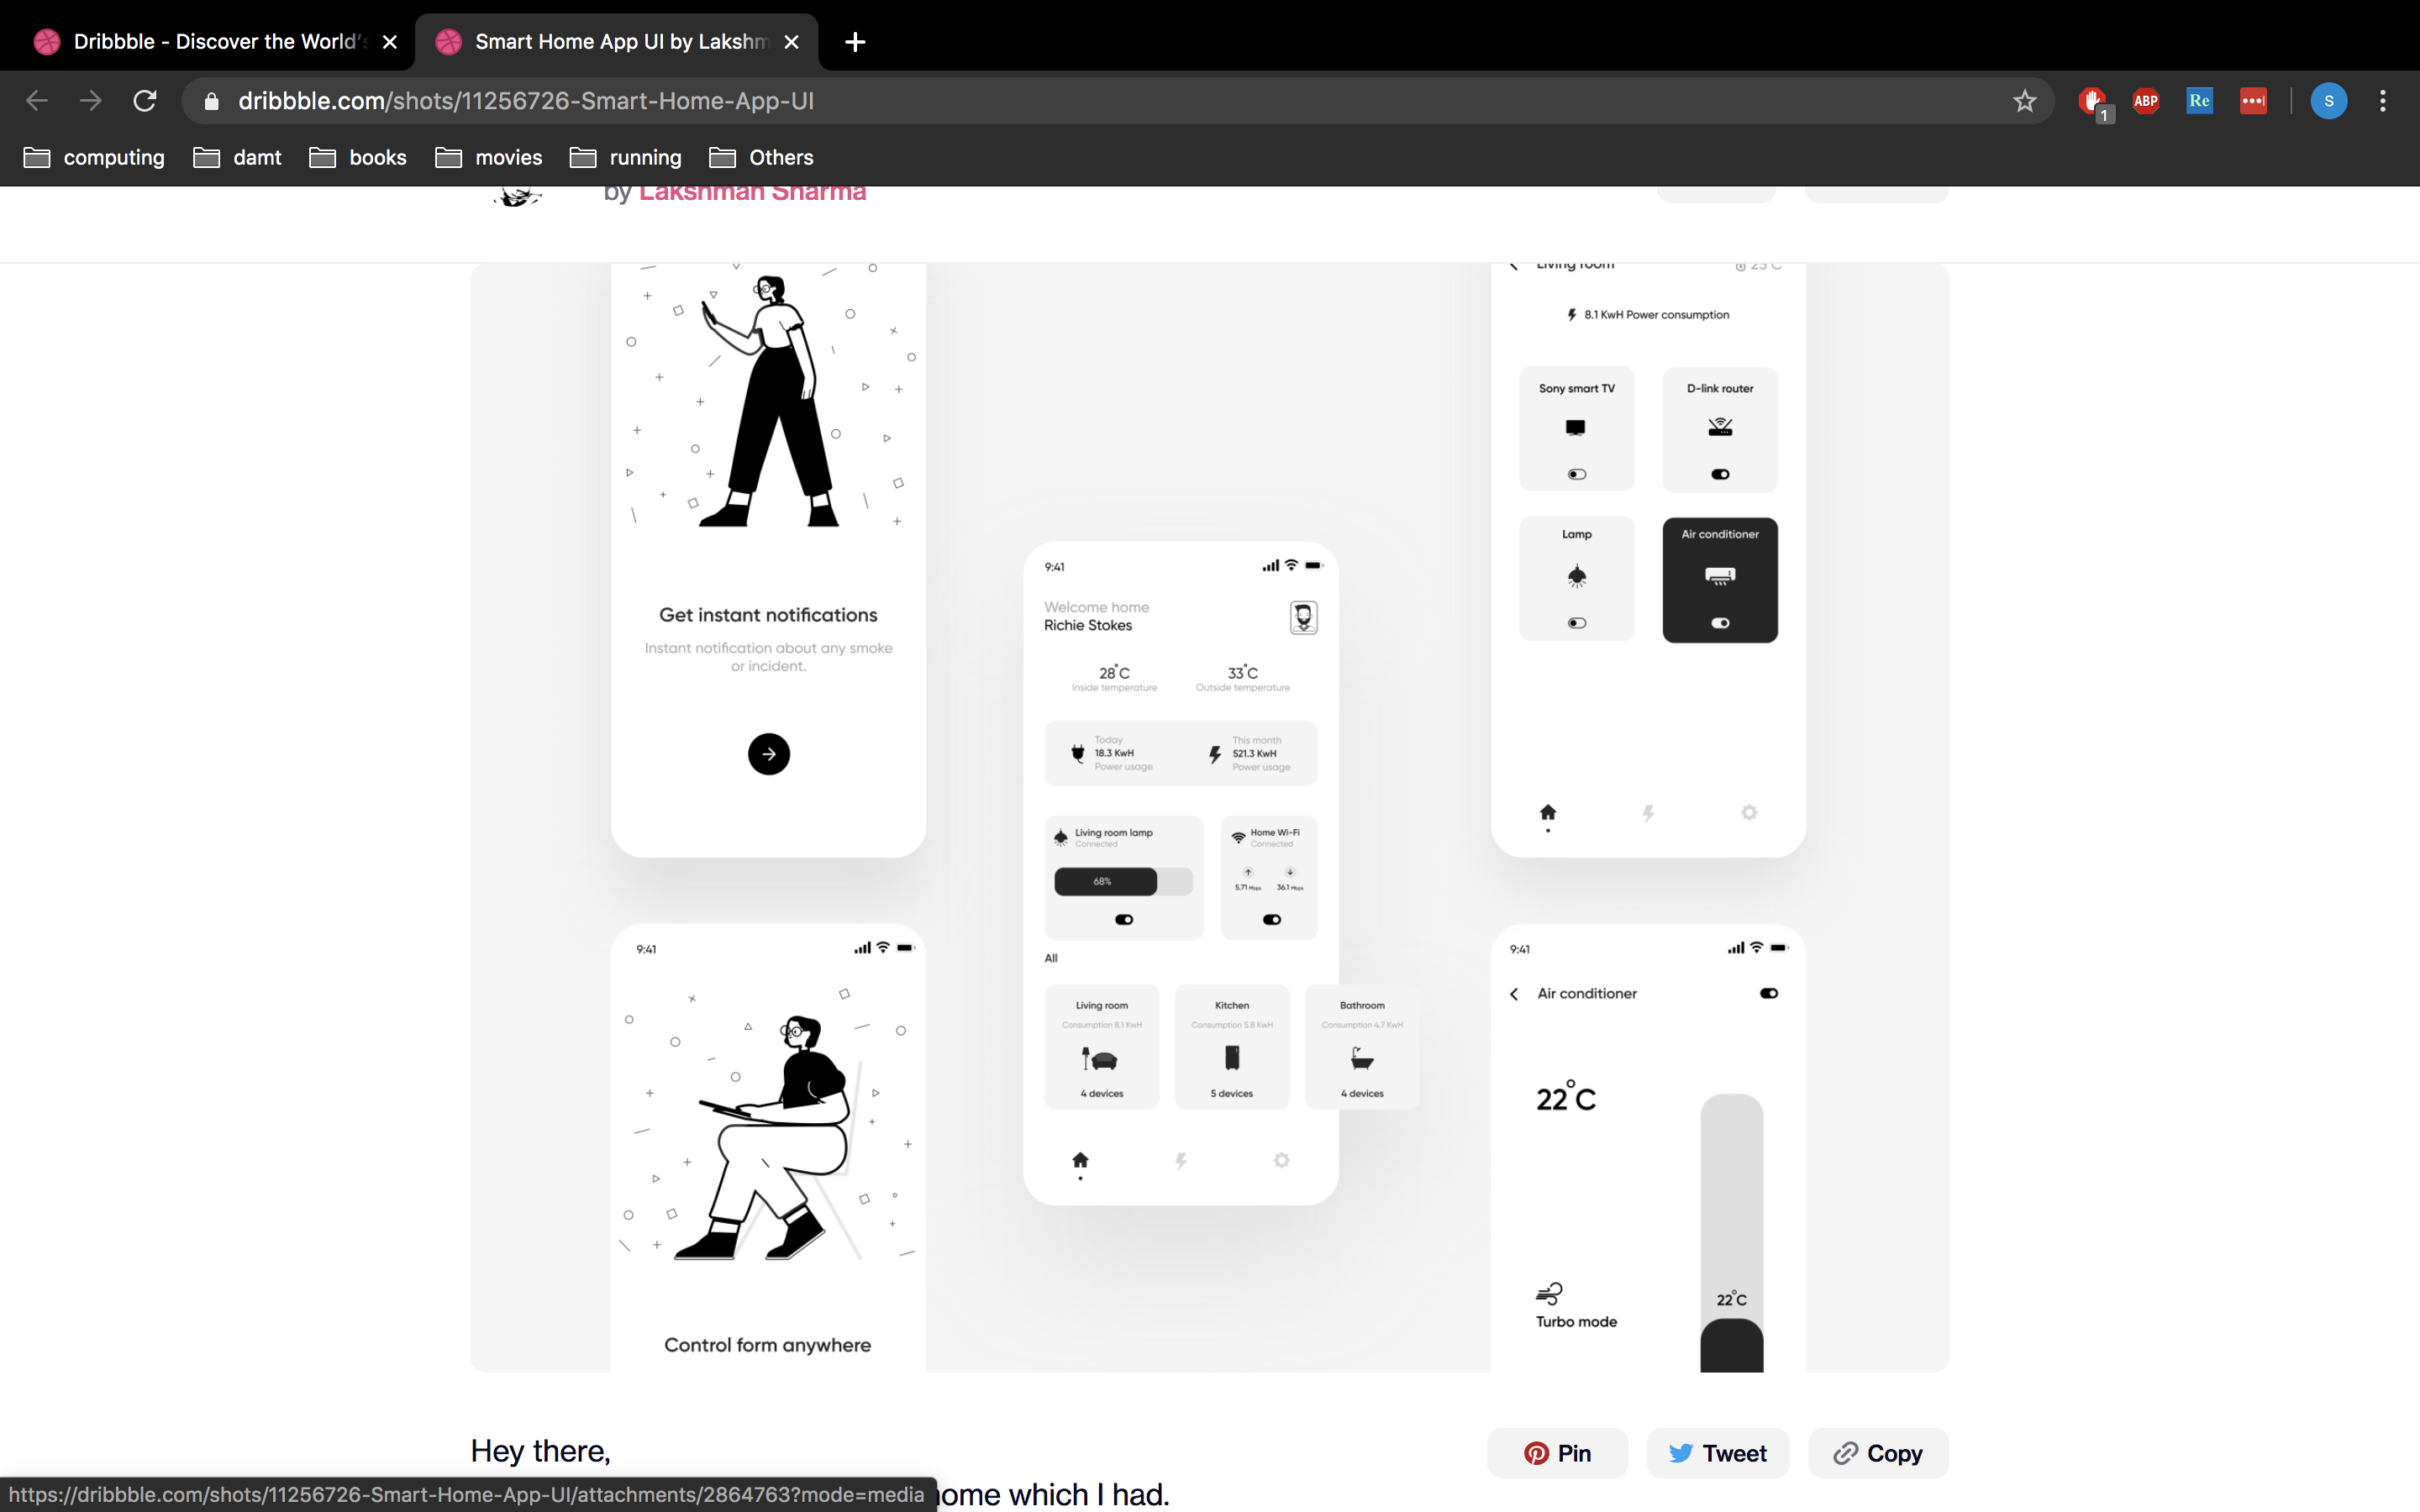 Dribbble - Discover the World's
Smart Home App UI by Lakshm
dribbble.com/shots/11256726-Smart-Home-App-UI
1
ABP
Re
S
computing
damt
books
movies
running
Others
by Lakshman Sharma
Get instant notifications
Instant notification about any smoke
or incident.
9:41
Control form anywhere
9:41
Welcome home
Richie Stokes
28°C
Inside temperature
33°C
Outside temperature
Today
18.3 KwH
Power usage
This month
521.3 KwH
Power usage
Living room lamp
Connected
68%
Home Wi-Fi
Connected
5.71 Mbps
36.1 Mbps
All
Living room
Consumption 8.1 KwH
4 devices
Kitchen
Consumption 5.8 KwH
5 devices
Bathroom
Consumption 4.7 KwH
4 devices
Living room
23°C
8.1 KwH Power consumption
Sony smart TV
D-link router
Lamp
Air conditioner
9:41
Air conditioner
22°C
Turbo mode
22°C
Hey there,
Pin
Tweet
Copy
https://dribbble.com/shots/11256726-Smart-Home-App-UI/attachments/2864763?mode=media
ome which I had.